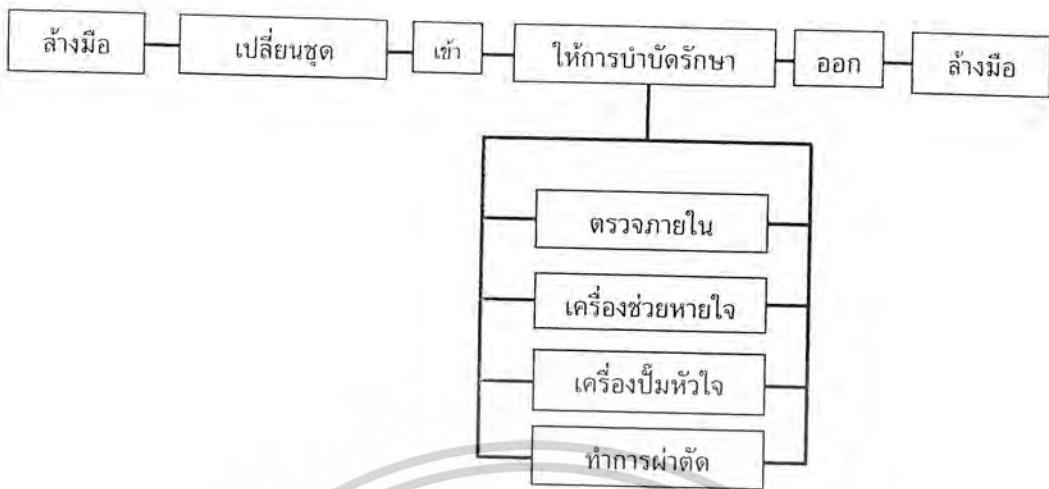 ล้างมือ เปลี่ยนชุด เข้า ให้การบำบัดรักษา ออก ล้างมือ
ตรวจภายใน
เครื่องช่วยหายใจ
เครื่องปั๊มหัวใจ
ทำการผ่าตัด